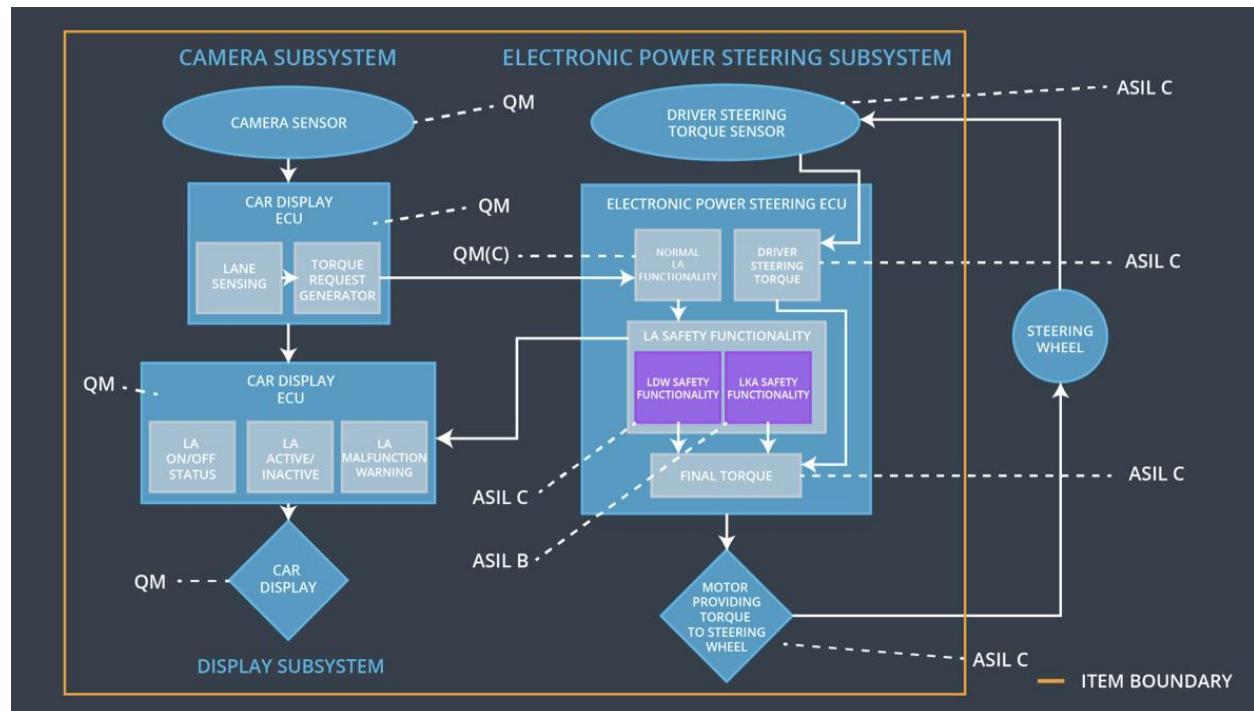 CAMERA SUBSYSTEM
ELECTRONIC POWER STEERING SUBSYSTEM
CAMERA SENSOR
QM
DRIVER STEERING
TORQUE SENSOR
ASIL C
CAR DISPLAY
ECU
QM
LANE
SENSING
TORQUE
REQUEST
GENERATOR
ELECTRONIC POWER STEERING ECU
QM(C)
NORMAL
LA
FUNCTIONALITY
DRIVER
STEERING
TORQUE
ASIL C
STEERING
WHEEL
LA SAFETY FUNCTIONALITY
LDW SAFETY
FUNCTIONALITY
LKA SAFETY
FUNCTIONALITY
QM
CAR DISPLAY
ECU
LA
ON/OFF
STATUS
LA
ACTIVE/
INACTIVE
LA
MALFUNCTION
WARNING
FINAL TORQUE
ASIL C
ASIL C
ASIL B
QM
CAR
DISPLAY
MOTOR
PROVIDING
TORQUE
TO STEERING
WHEEL
DISPLAY SUBSYSTEM
ASIL C
ITEM BOUNDARY